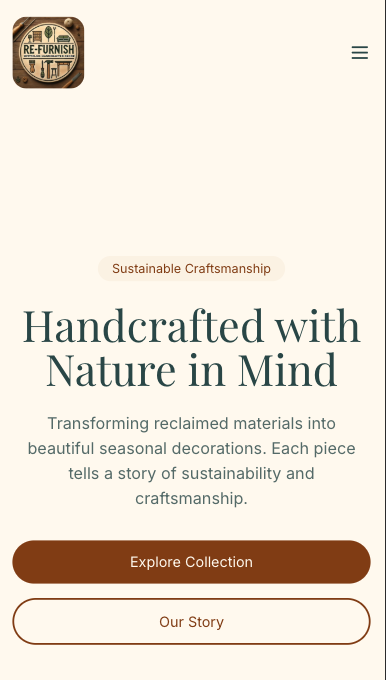 RE-FURNISH
Sustainable Craftsmanship
Handcrafted with
Nature in Mind
Transforming reclaimed materials into
beautiful seasonal decorations. Each piece
tells a story of sustainability and
craftsmanship.
Explore Collection
Our Story